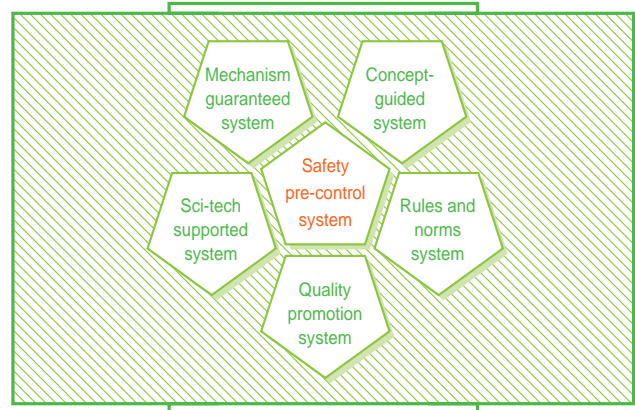 Mechanism
guaranteed
system
Concept-
guided
system
Safety
pre-control
system
Sci-tech
supported
system
Rules and
norms
system
Quality
promotion
system